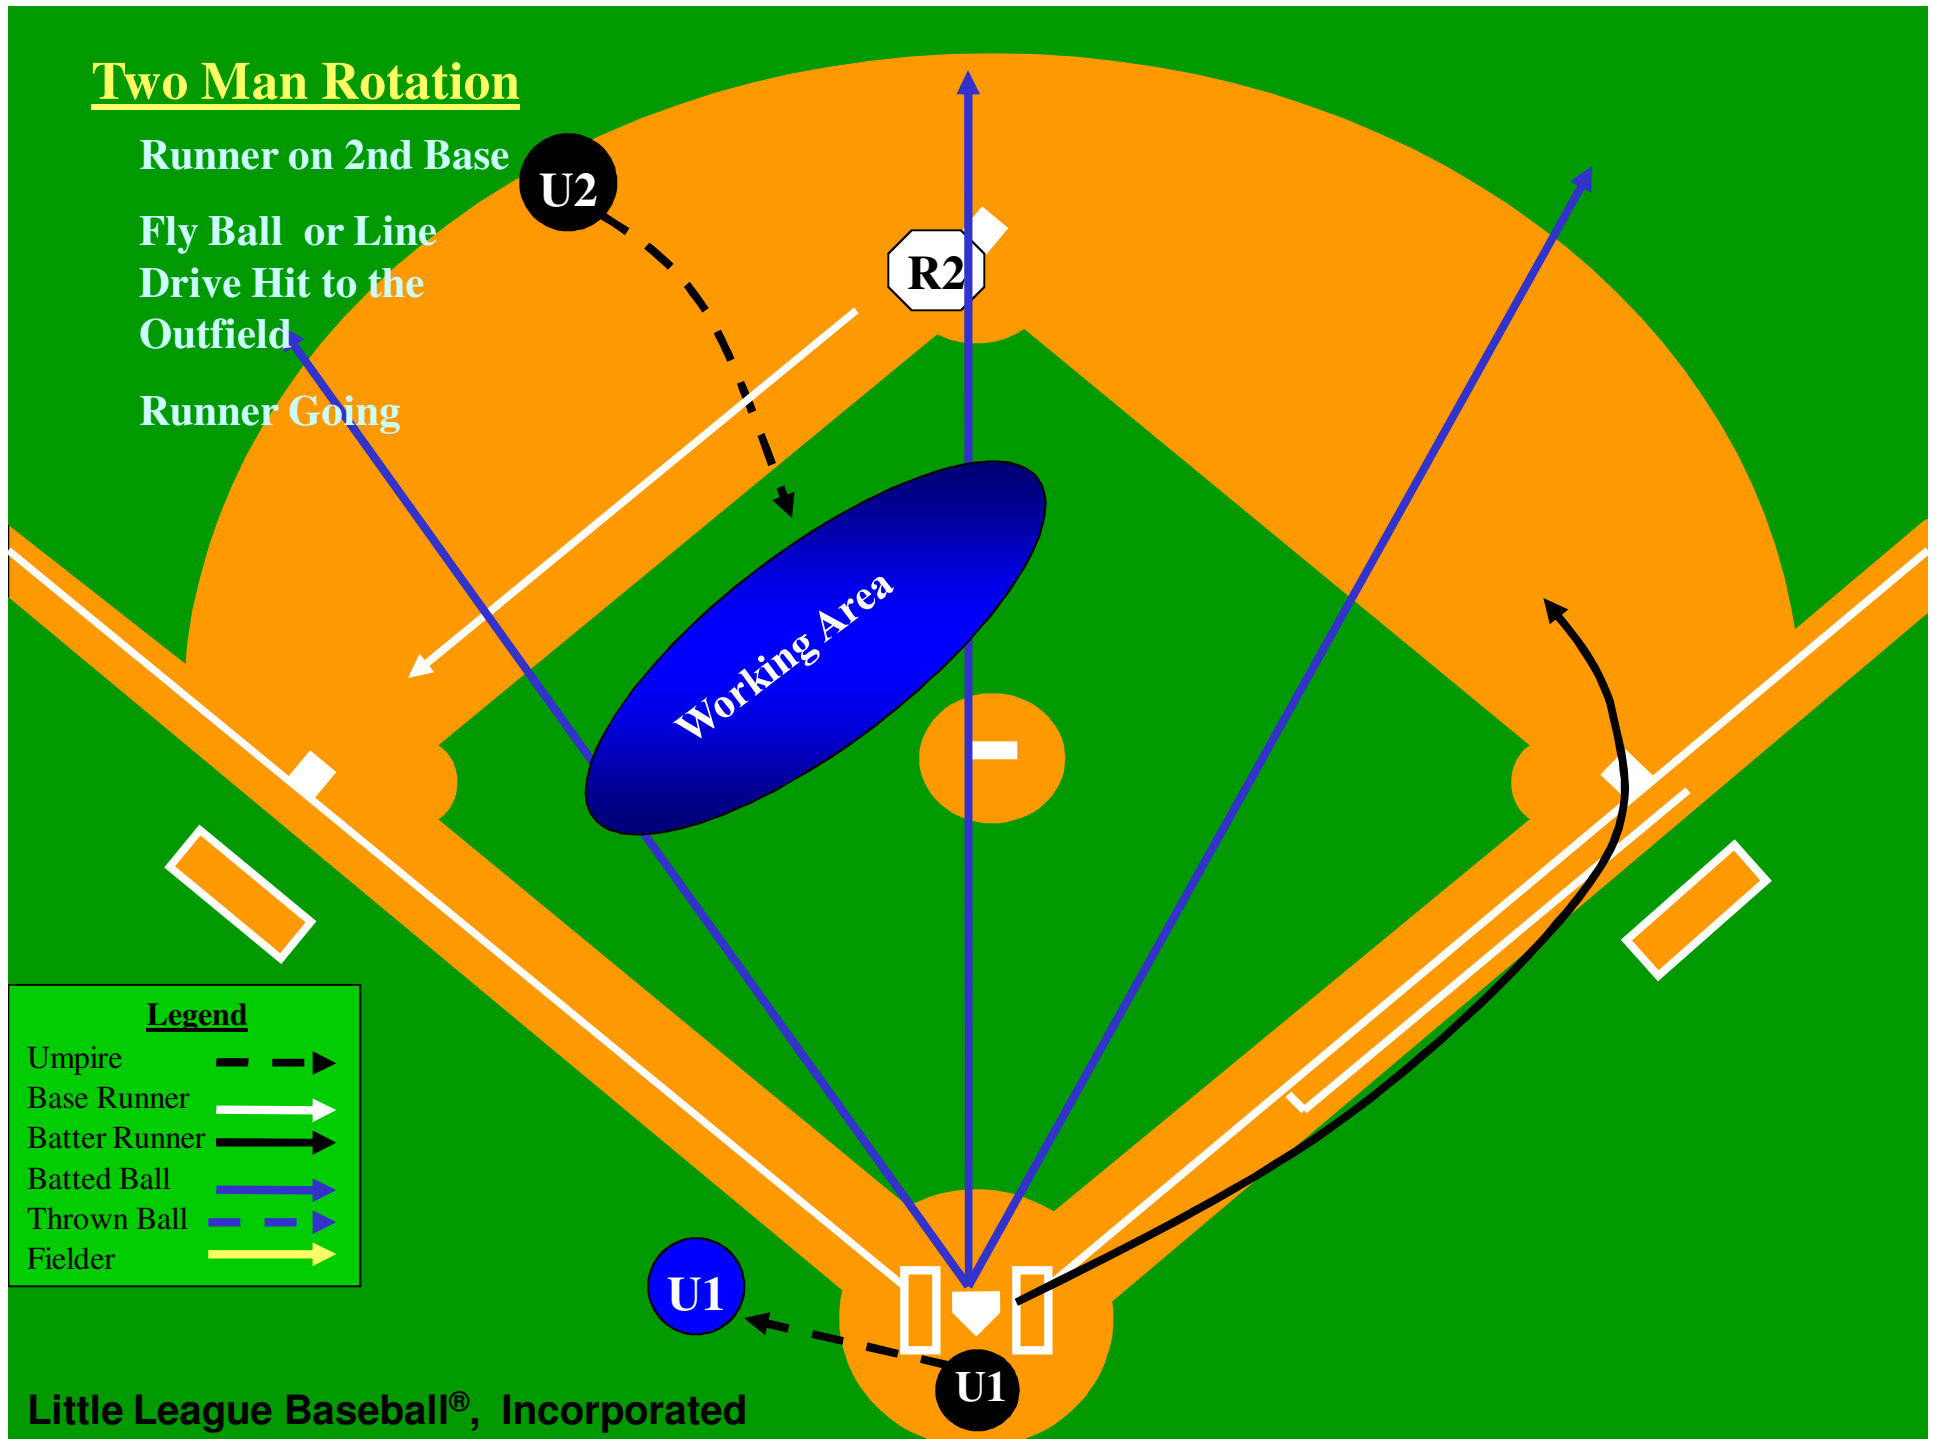 Two Man Rotation
Runner on 2nd Base
Fly Ball or Line
Drive Hit to the
Outfield
Runner Going
U2
R2
Working Area
Legend
Umpire
Base Runner
Batter Runner
Batted Ball
Thrown Ball
Fielder
U1
U1
Little League Baseball®, Incorporated